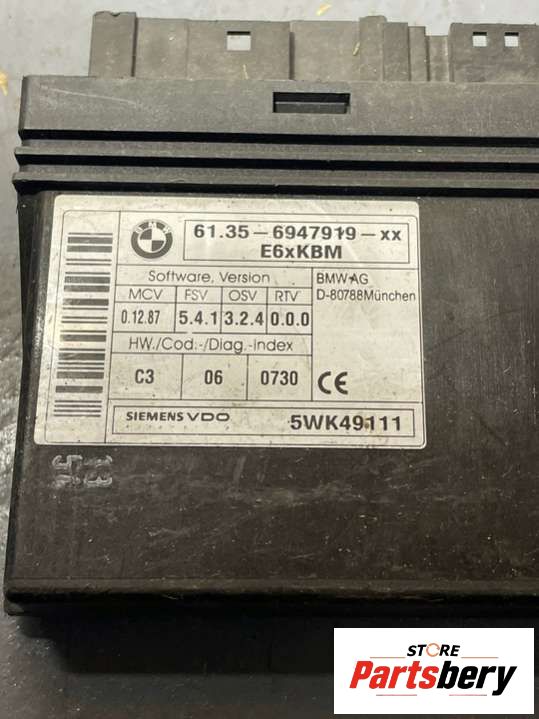 BMW
61.35-6947919-xx
E6xKBM
Software, Version
MCV FSV OSV RTV
0.12.87 5.4.1 3.2.4 0.0.0
BMW AG
D-80788München
HW./Cod.-/Diag.-Index
C3 06 0730 CE
SIEMENS VDO 5WK49111
STORE
Partsbery